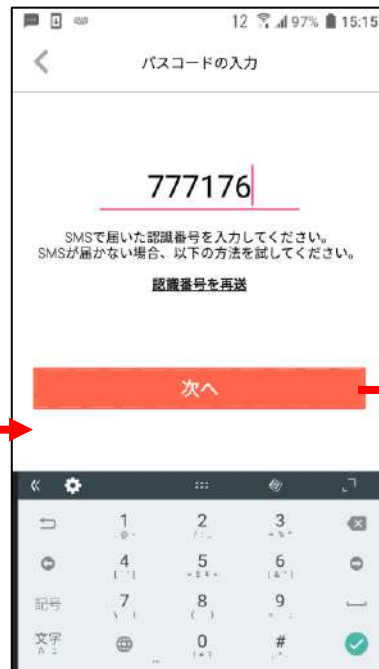 12 97% 15:15
パスコードの入力
777176
SMSで届いた認識番号を入力してください。
SMSが届かない場合、以下の方法を試してください。
認識番号を再送
次へ
1 2 3
4 5 6
記号 7 8 9
文字 0 #